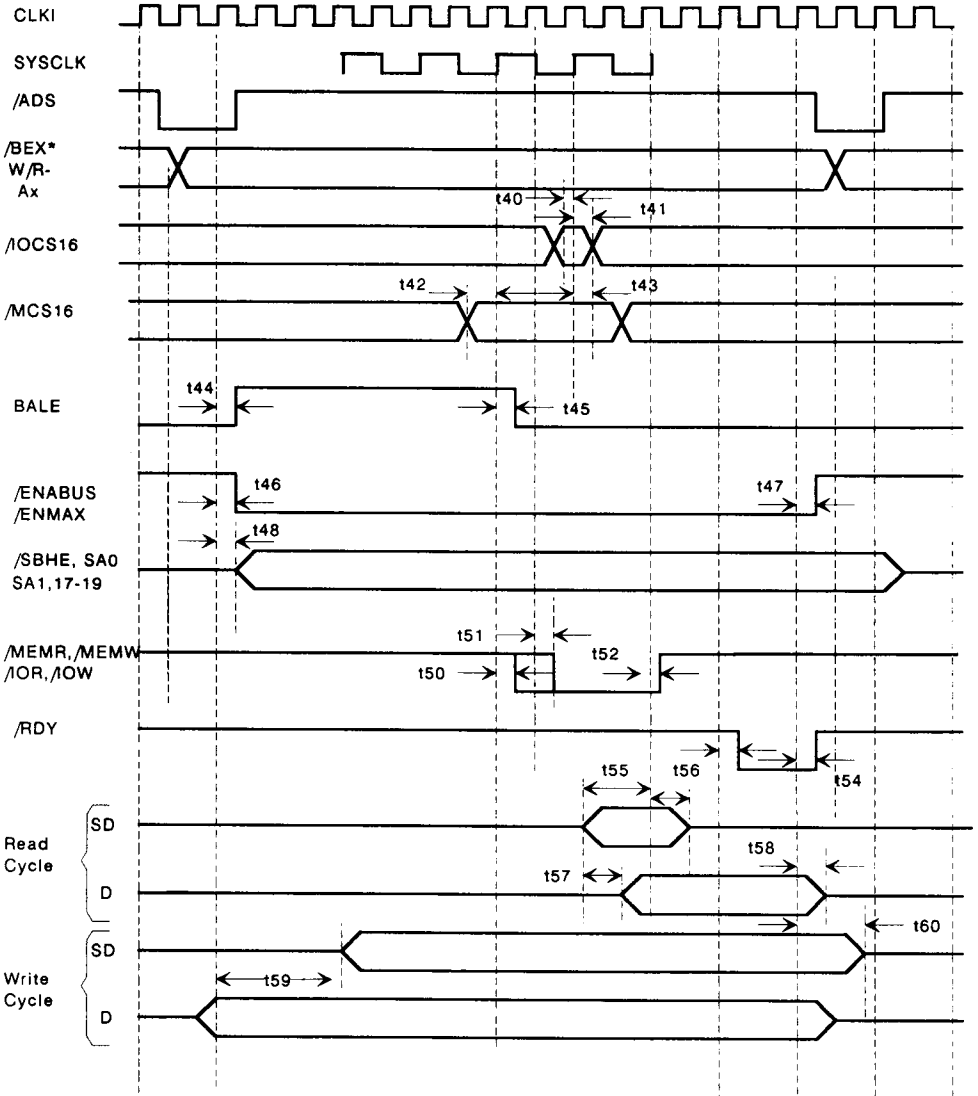 CLKI
SYSCLK
/ADS
/BEX*
W/R-
Ax
t40
t41
/IOCS16
t42
t43
/MCS16
t44
BALE
t45
t46
t47
/ENABUS
/ENMAX
t48
/SBHE, SA0
SA1,17-19
t51
/MEMR,/MEMW
t52
/IOR,/IOW
t50
/RDY
t55
t56
t54
SD
Read
Cycle
t58
t57
D
t60
SD
Write
Cycle
t59
D